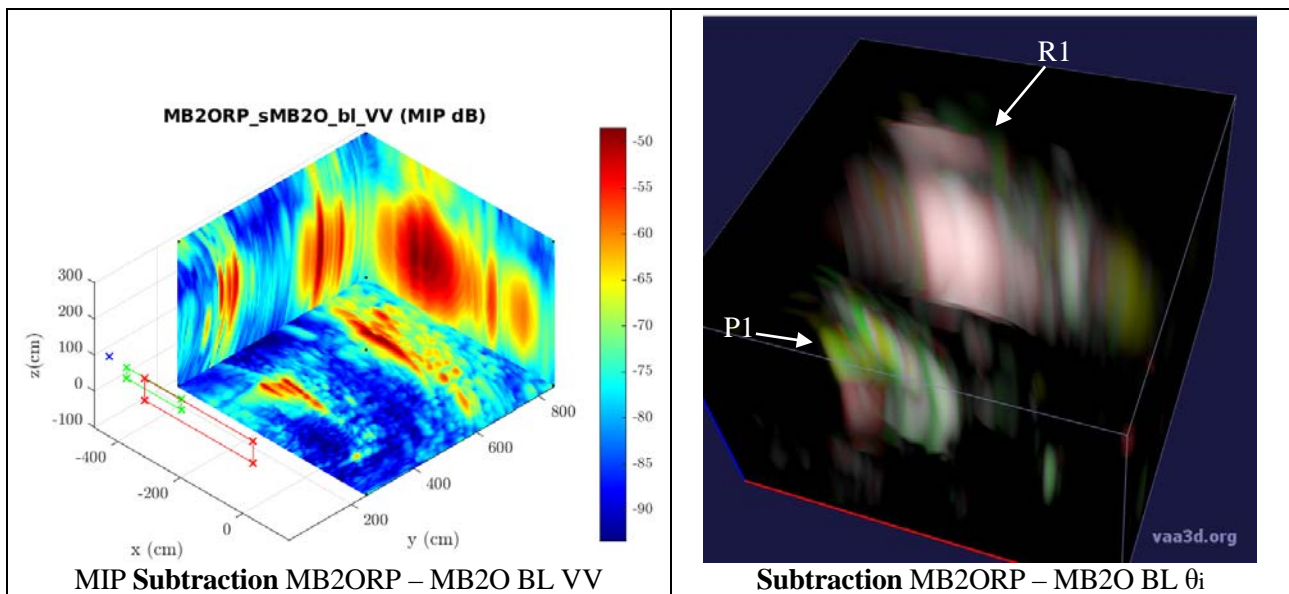 MB2ORP_sMB2O_bl_VV (MIP dB)
-50
-55
-60
-65
-70
-75
-80
-85
-90
300
200
100
0
-100
z(cm)
-400
-200
0
x (cm)
200
400
600
800
y (cm)
MIP Subtraction MB2ORP – MB2O BL VV
R1
P1
vaa3d.org
Subtraction MB2ORP – MB2O BL θi